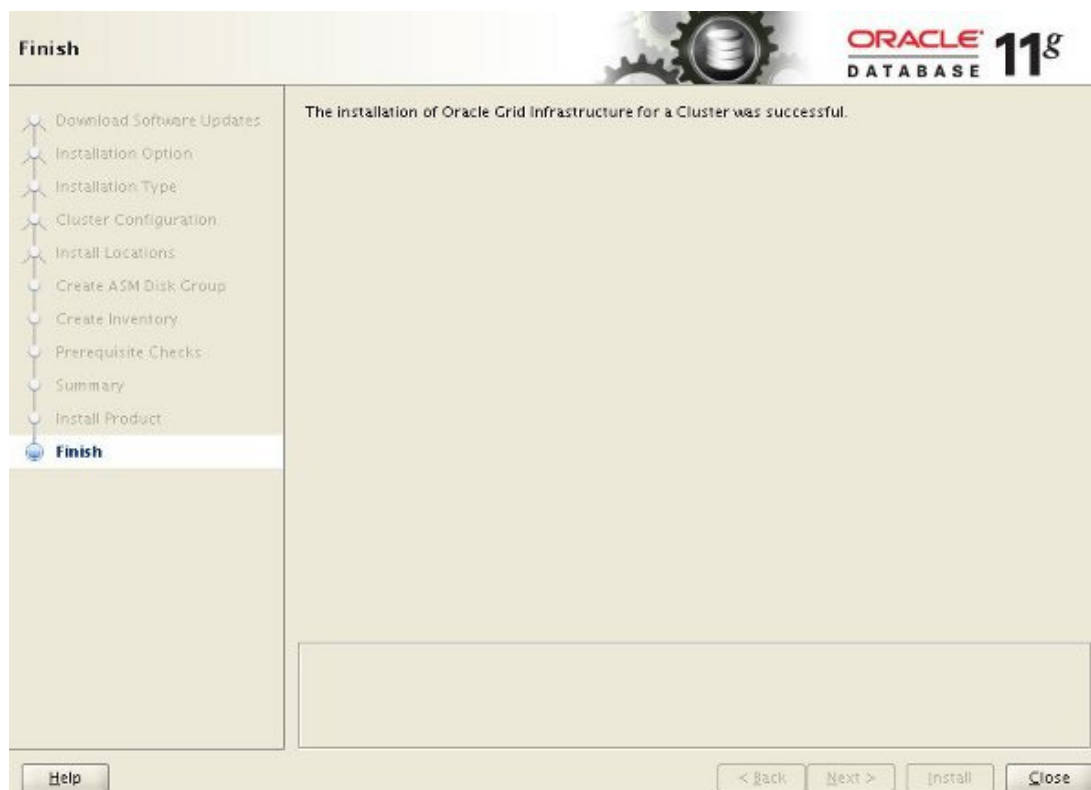 Finish
ORACLE
DATABASE
11g
Download Software Updates
Installation Option
Installation Type
Cluster Configuration
Install Locations
Create ASM Disk Group
Create Inventory
Prerequisite Checks
Summary
Install Product
Finish
The installation of Oracle Grid Infrastructure for a Cluster was successful.
Help
< Back
Next >
Install
Close